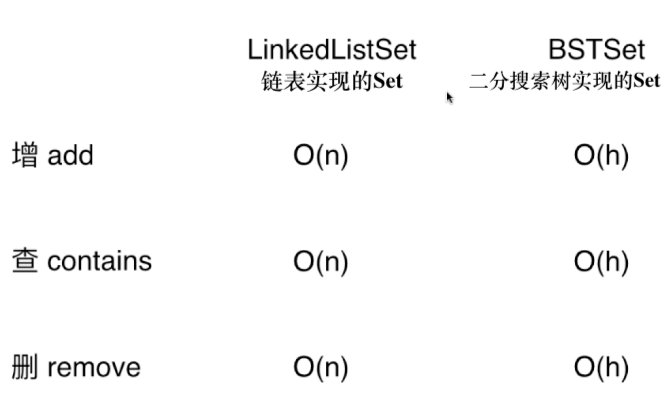 LinkedListSet BSTSet
链表实现的Set 二分搜索树实现的Set
增 add O(n) O(h)
查 contains O(n) O(h)
删 remove O(n) O(h)